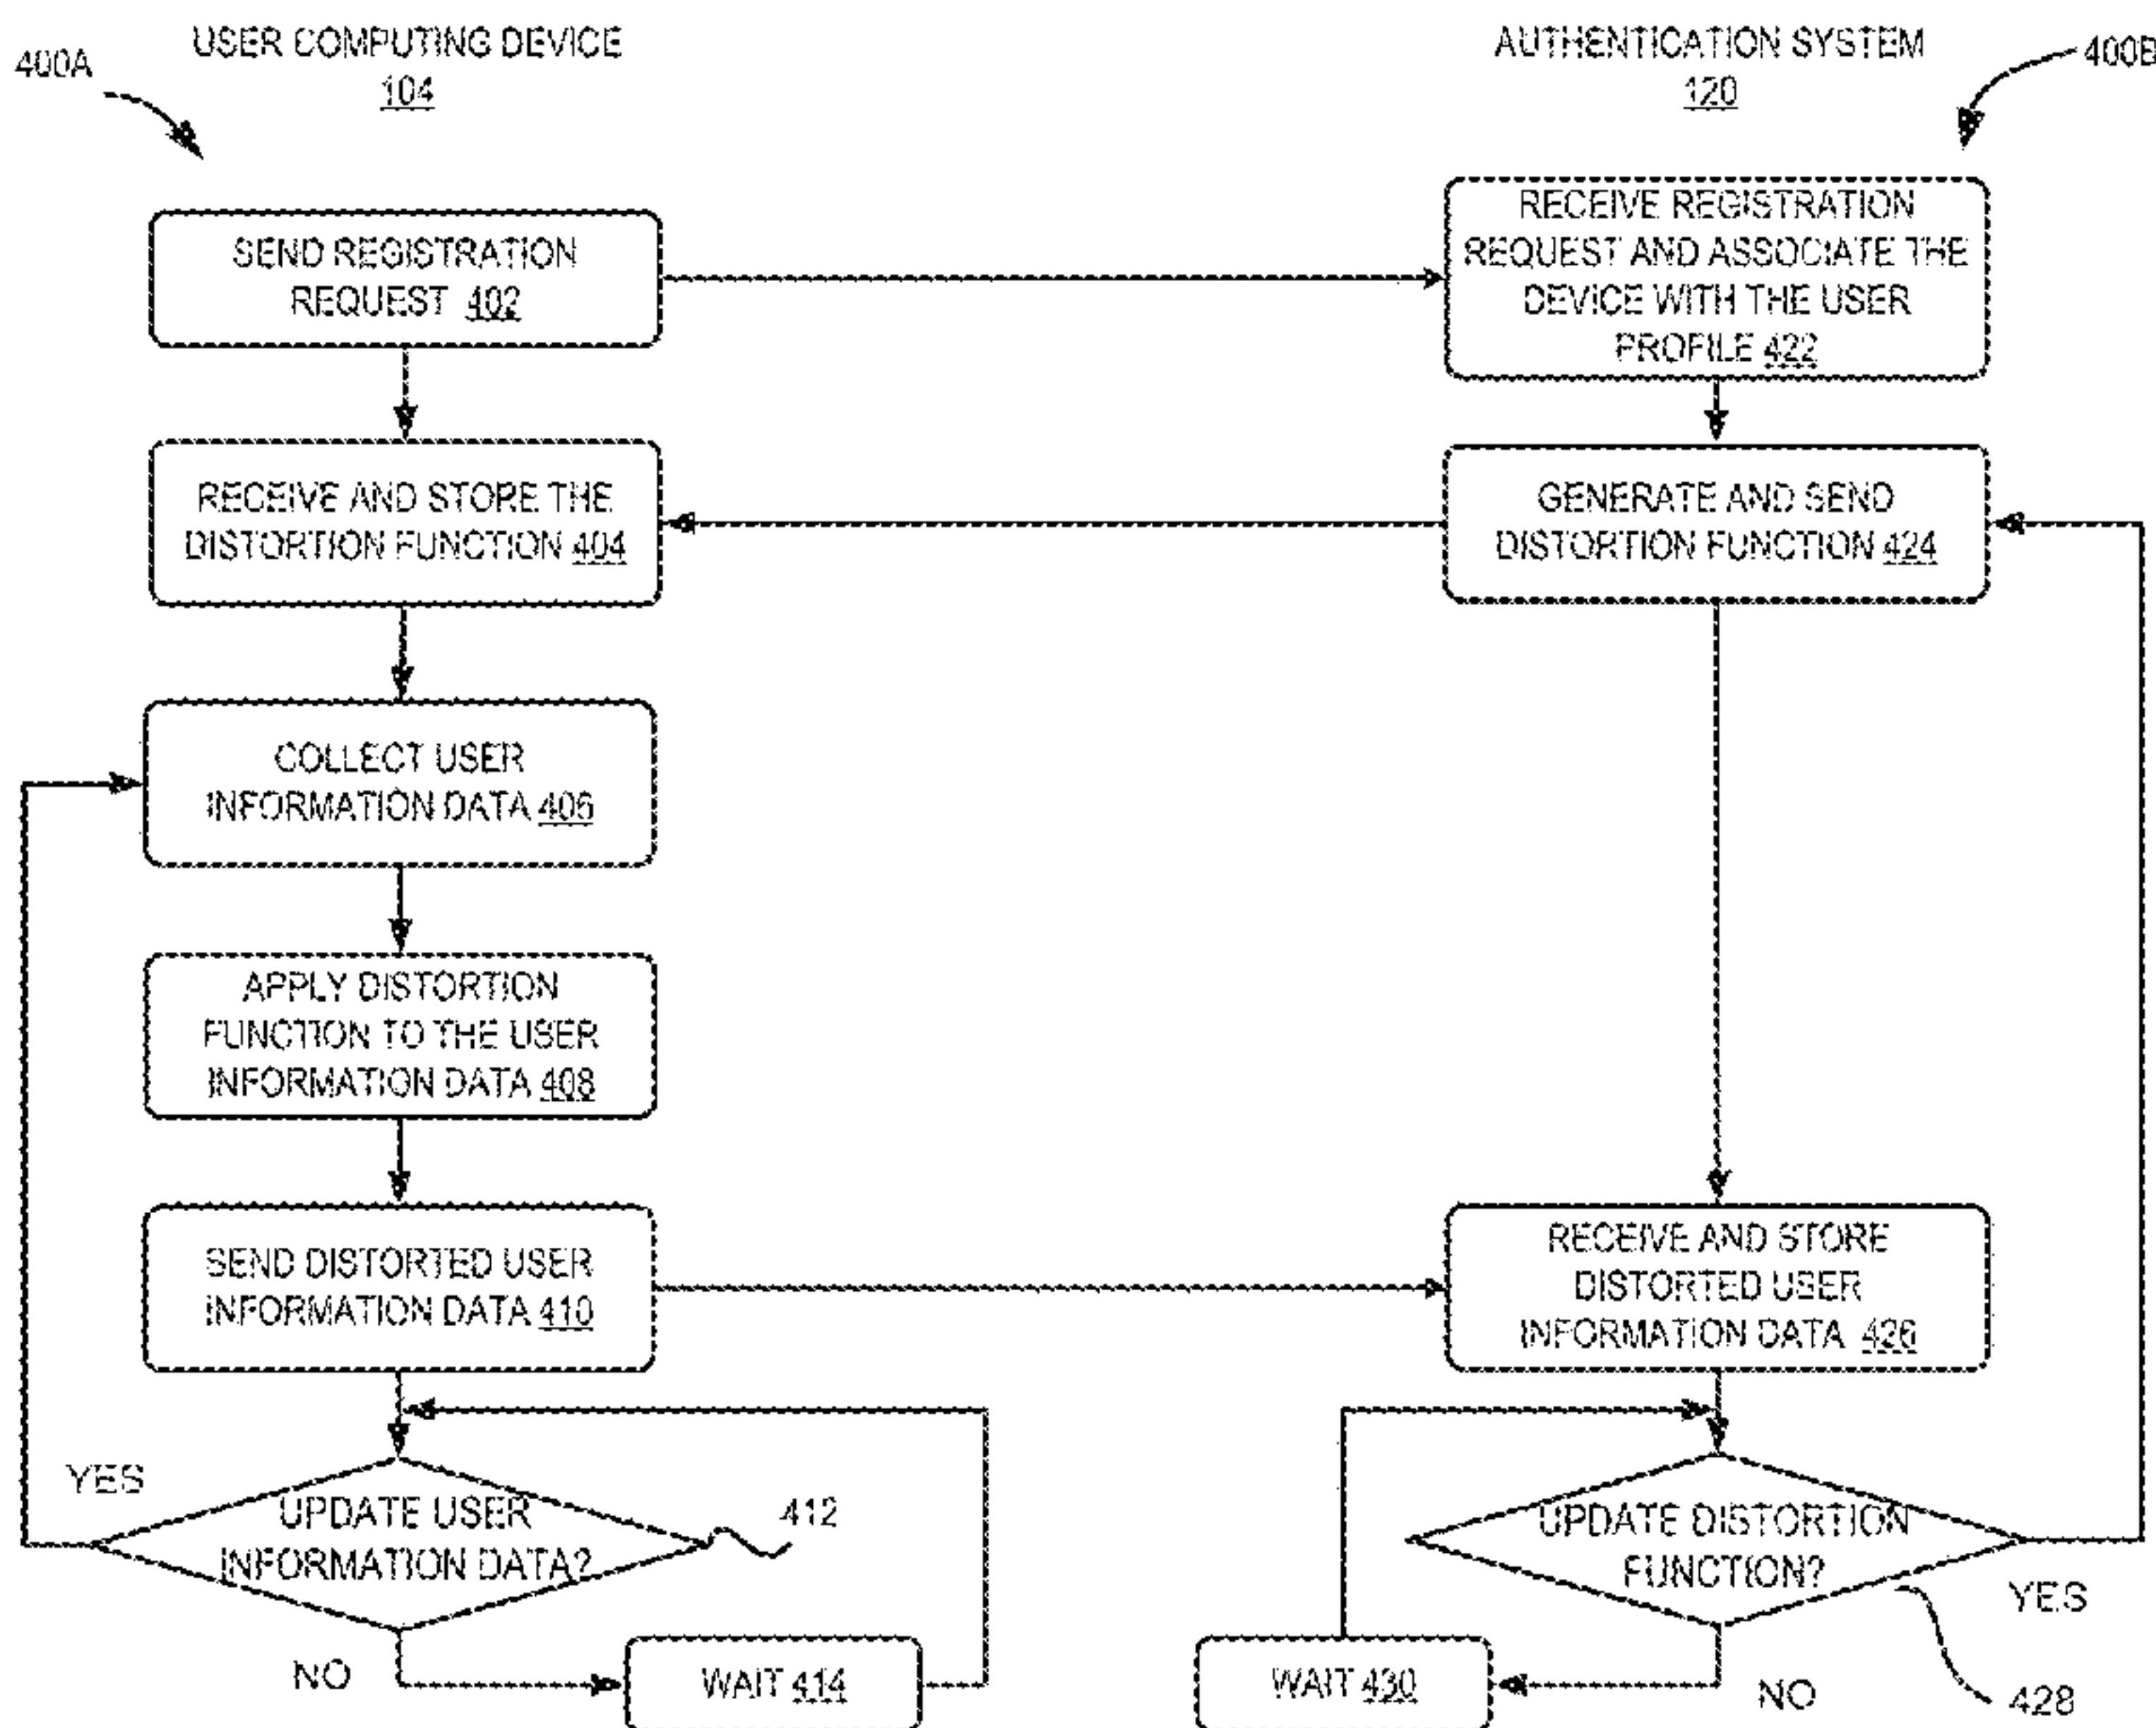 400A
USER COMPUTING DEVICE
104
AUTHENTICATION SYSTEM
120
400B
SEND REGISTRATION
REQUEST 402
RECEIVE REGISTRATION
REQUEST AND ASSOCIATE THE
DEVICE WITH THE USER
PROFILE 422
RECEIVE AND STORE THE
DISTORTION FUNCTION 404
GENERATE AND SEND
DISTORTION FUNCTION 424
COLLECT USER
INFORMATION DATA 406
APPLY DISTORTION
FUNCTION TO THE USER
INFORMATION DATA 408
SEND DISTORTED USER
INFORMATION DATA 410
RECEIVE AND STORE
DISTORTED USER
INFORMATION DATA 426
YES
UPDATE USER
INFORMATION DATA?
412
UPDATE DISTORTION
FUNCTION?
YES
NO
WAIT 414
WAIT 430
NO
428